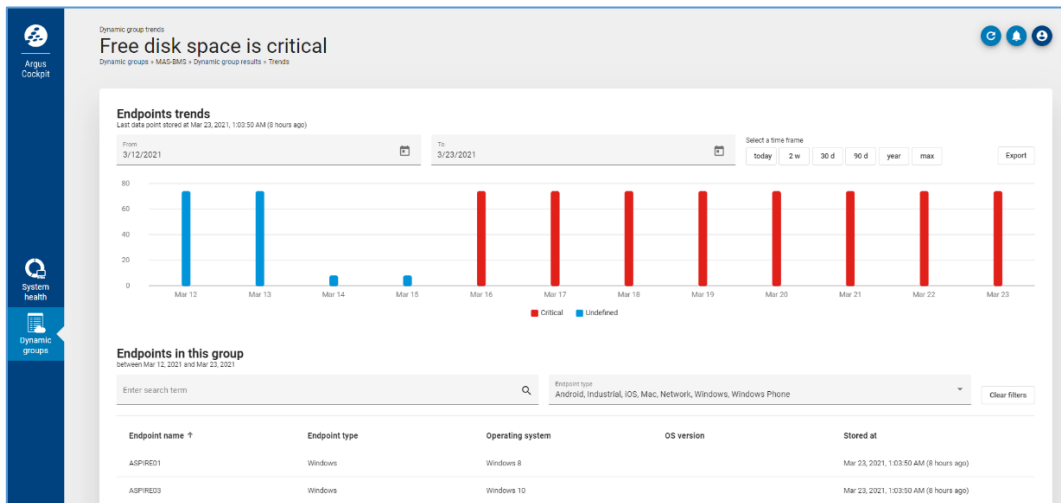 Argus
Cockpit
System
health
Dynamic
groups
Dynamic group trends
Free disk space is critical
Dynamic groups » MAS-BMS » Dynamic group results » Trends
Endpoints trends
Last data point stored at Mar 23, 2021, 1:03:50 AM (8 hours ago)
From
3/12/2021
To
3/23/2021
Select a time frame
today 2 w 30 d 90 d year max
Export
80
60
40
20
0
Mar 12 Mar 13 Mar 14 Mar 15 Mar 16 Mar 17 Mar 18 Mar 19 Mar 20 Mar 21 Mar 22 Mar 23
Critical Undefined
Endpoints in this group
between Mar 12, 2021 and Mar 23, 2021
Enter search term
Endpoint type
Android, Industrial, iOS, Mac, Network, Windows, Windows Phone
Clear filters
Endpoint name ↑ Endpoint type Operating system OS version Stored at
ASPIRE01 Windows Windows 8 Mar 23, 2021, 1:03:50 AM (8 hours ago)
ASPIRE03 Windows Windows 10 Mar 23, 2021, 1:03:50 AM (8 hours ago)